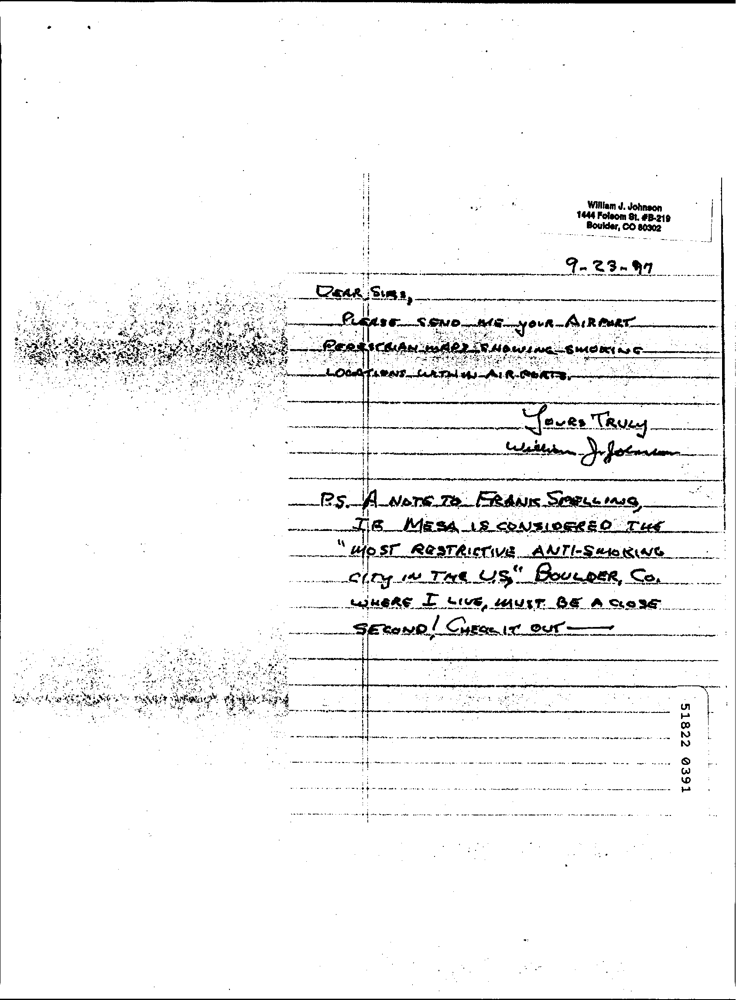 William J. Johnson
1444 Folsom St. #B-219
Boulder, CO 80302
9-23-97
DEAR SIRS,
PLEASE SEND ME YOUR AIRPORT
PEDESTRIAN MAPS SHOWING SMOKING
LOCATIONS WITHIN AIR PORTS.
YOURS TRULY
William J. Johnson
P.S. A NOTE TO FRANK SPELLING,
IF MESA IS CONSIDERED THE
"MOST RESTRICTIVE ANTI-SMOKING
CITY IN THE US," BOULDER, CO.
WHERE I LIVE, MUST BE A CLOSE
SECOND! CHECK IT OUT —
51822 0391